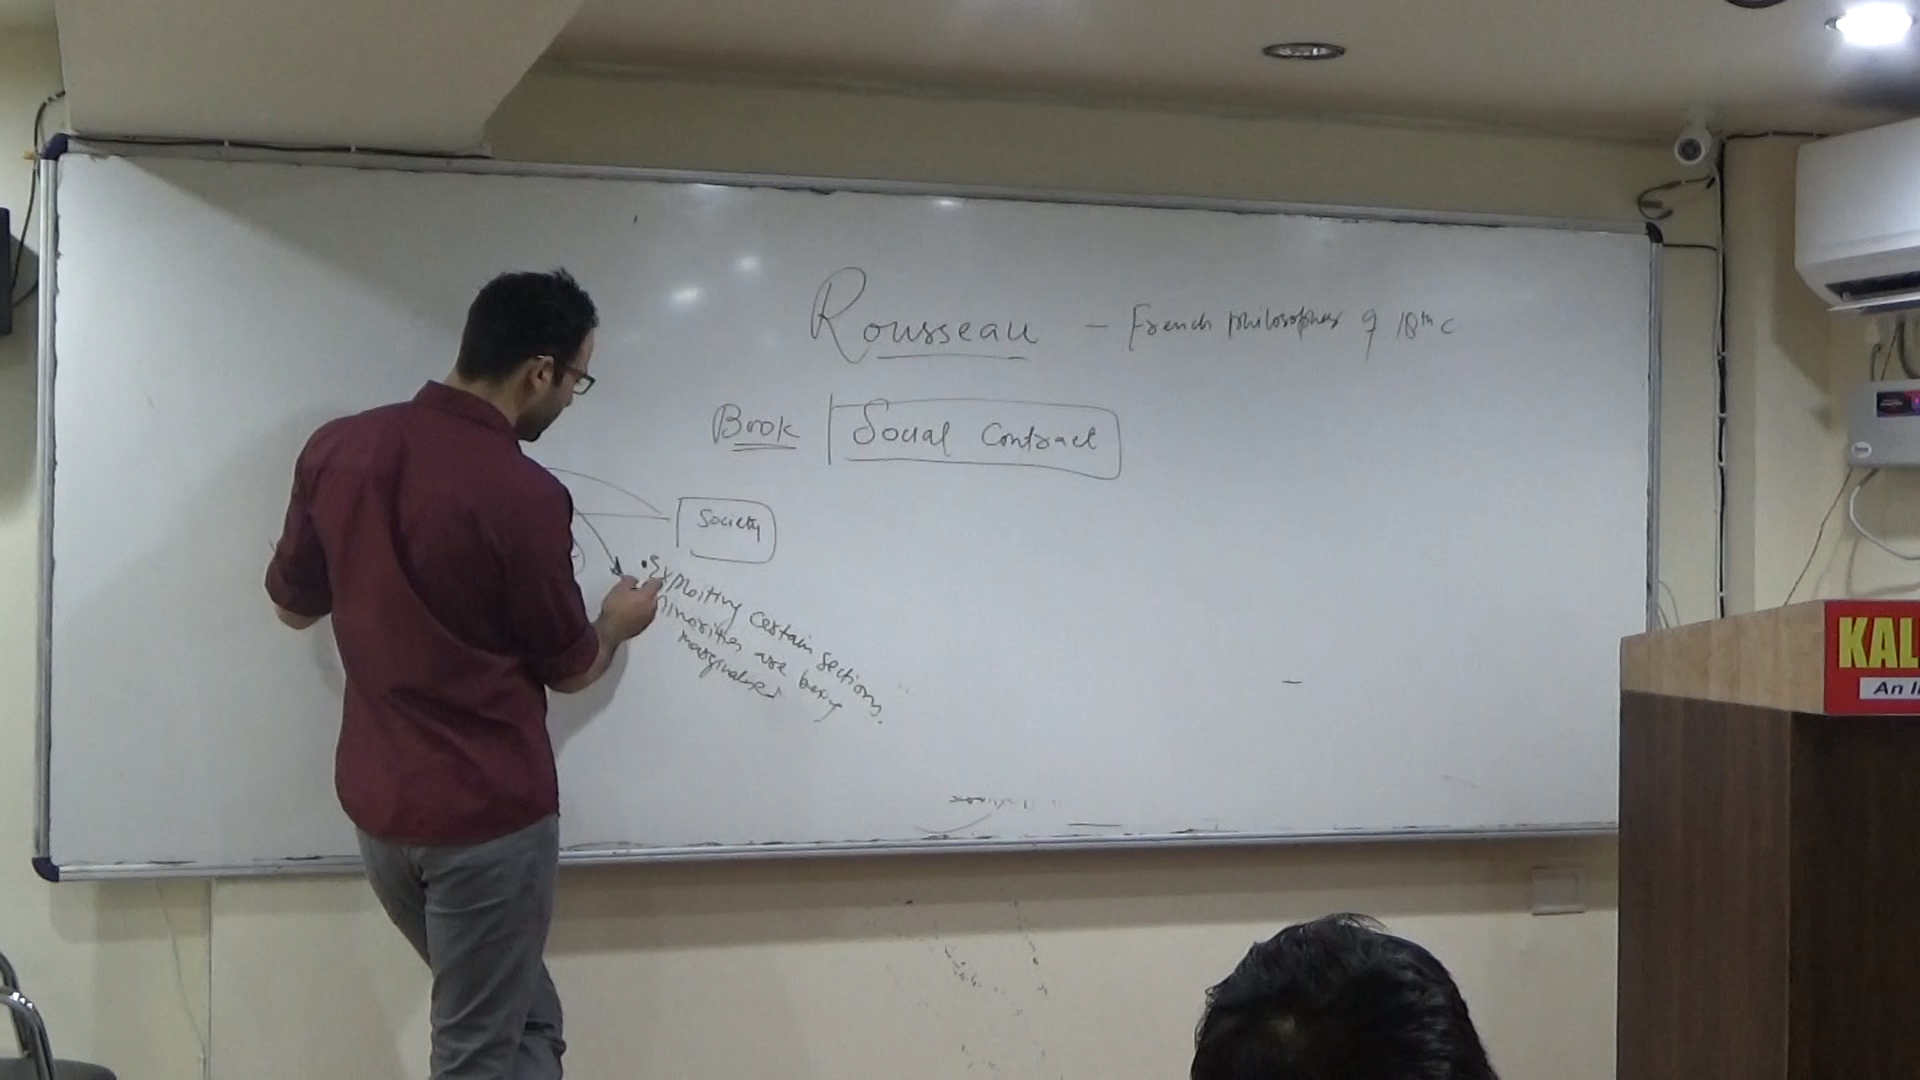 Rousseau - French philosopher of 18th C
Book Social Contract
Society
• Exploiting certain sections.
Minorities are being
marginalised
KAL
An I